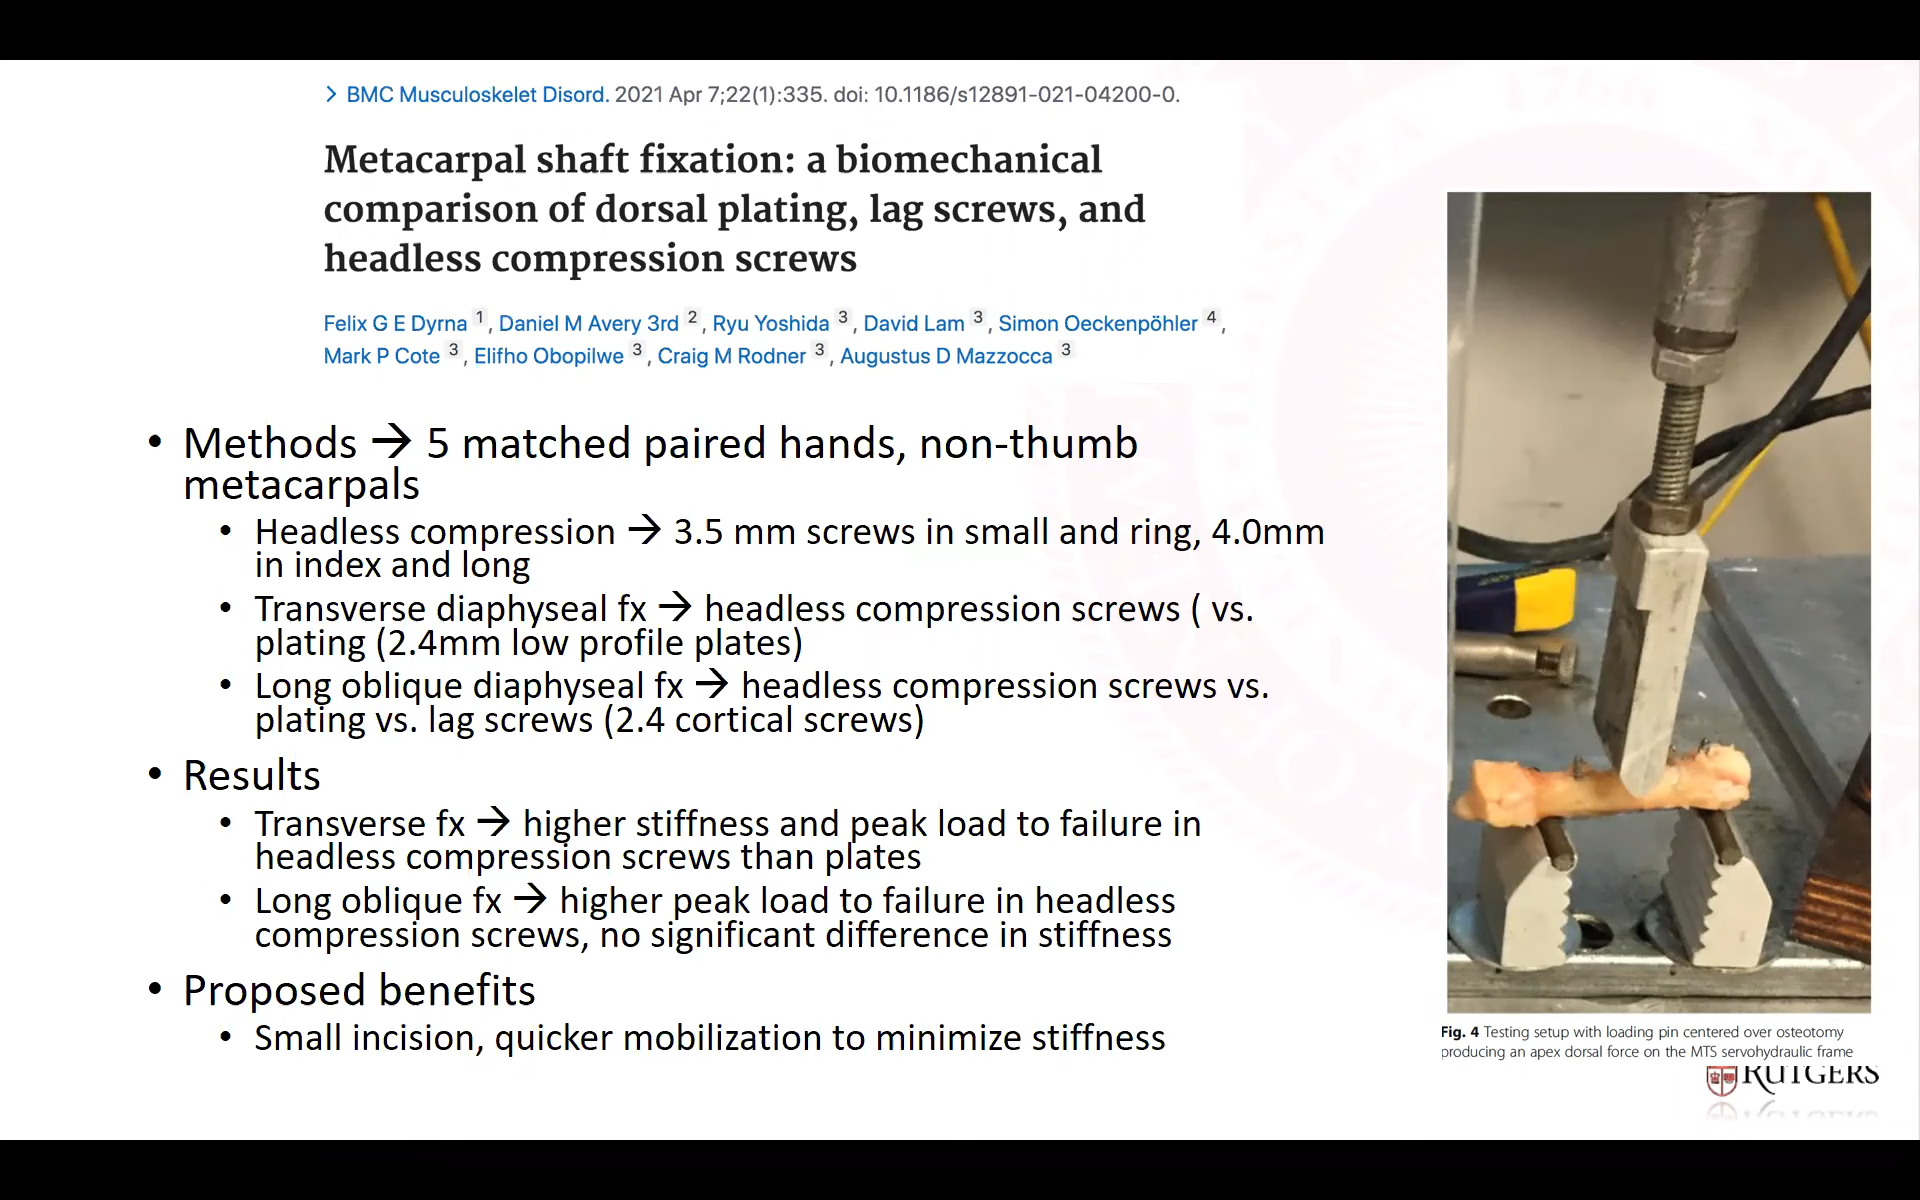 > BMC Musculoskelet Disord. 2021 Apr 7;22(1):335. doi: 10.1186/s12891-021-04200-0.
Metacarpal shaft fixation: a biomechanical
comparison of dorsal plating, lag screws, and
headless compression screws
Felix G E Dyrna 1, Daniel M Avery 3rd 2, Ryu Yoshida 3, David Lam 3, Simon Oeckenpöhler 4,
Mark P Cote 3, Elifho Obopilwe 3, Craig M Rodner 3, Augustus D Mazzocca 3
• Methods → 5 matched paired hands, non-thumb
metacarpals
• Headless compression → 3.5 mm screws in small and ring, 4.0mm
in index and long
• Transverse diaphyseal fx → headless compression screws ( vs.
plating (2.4mm low profile plates)
• Long oblique diaphyseal fx → headless compression screws vs.
plating vs. lag screws (2.4 cortical screws)
• Results
• Transverse fx → higher stiffness and peak load to failure in
headless compression screws than plates
• Long oblique fx → higher peak load to failure in headless
compression screws, no significant difference in stiffness
• Proposed benefits
• Small incision, quicker mobilization to minimize stiffness
Fig. 4 Testing setup with loading pin centered over osteotomy
producing an apex dorsal force on the MTS servohydraulic frame
RUTGERS
1766